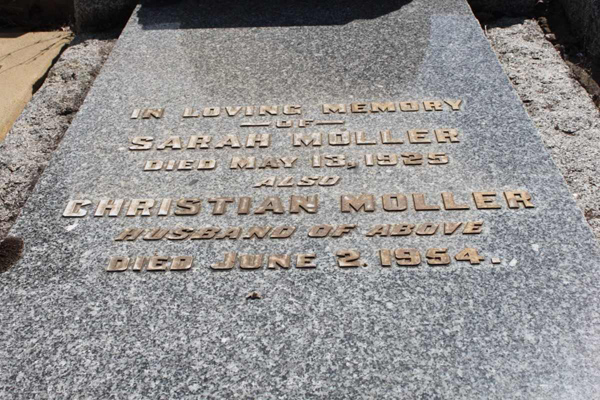 IN LOVING MEMORY
— OF —
SARAH MOLLER
DIED MAY 13, 1925
ALSO
CHRISTIAN MOLLER
HUSBAND OF ABOVE
DIED JUNE 2. 1954.